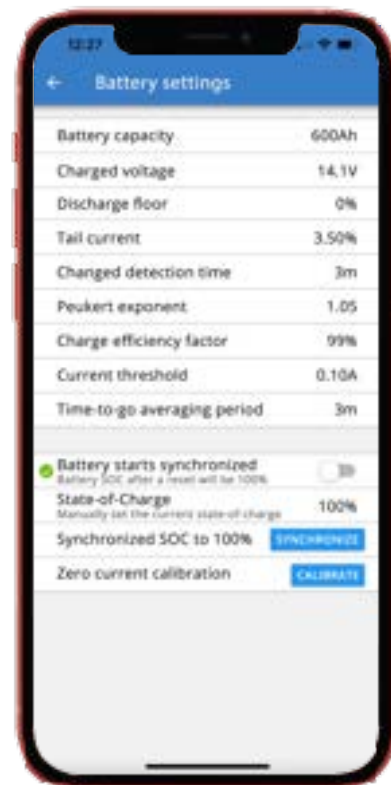 12:27
Battery settings
Battery capacity 600Ah
Charged voltage 14.1V
Discharge floor 0%
Tail current 3.50%
Changed detection time 3m
Peukert exponent 1.05
Charge efficiency factor 99%
Current threshold 0.10A
Time-to-go averaging period 3m
Battery starts synchronized
Battery SOC after a reset will be 100%
State-of-Charge 100%
Manually set the current state-of-charge
Synchronized SOC to 100% SYNCHRONIZE
Zero current calibration CALIBRATE